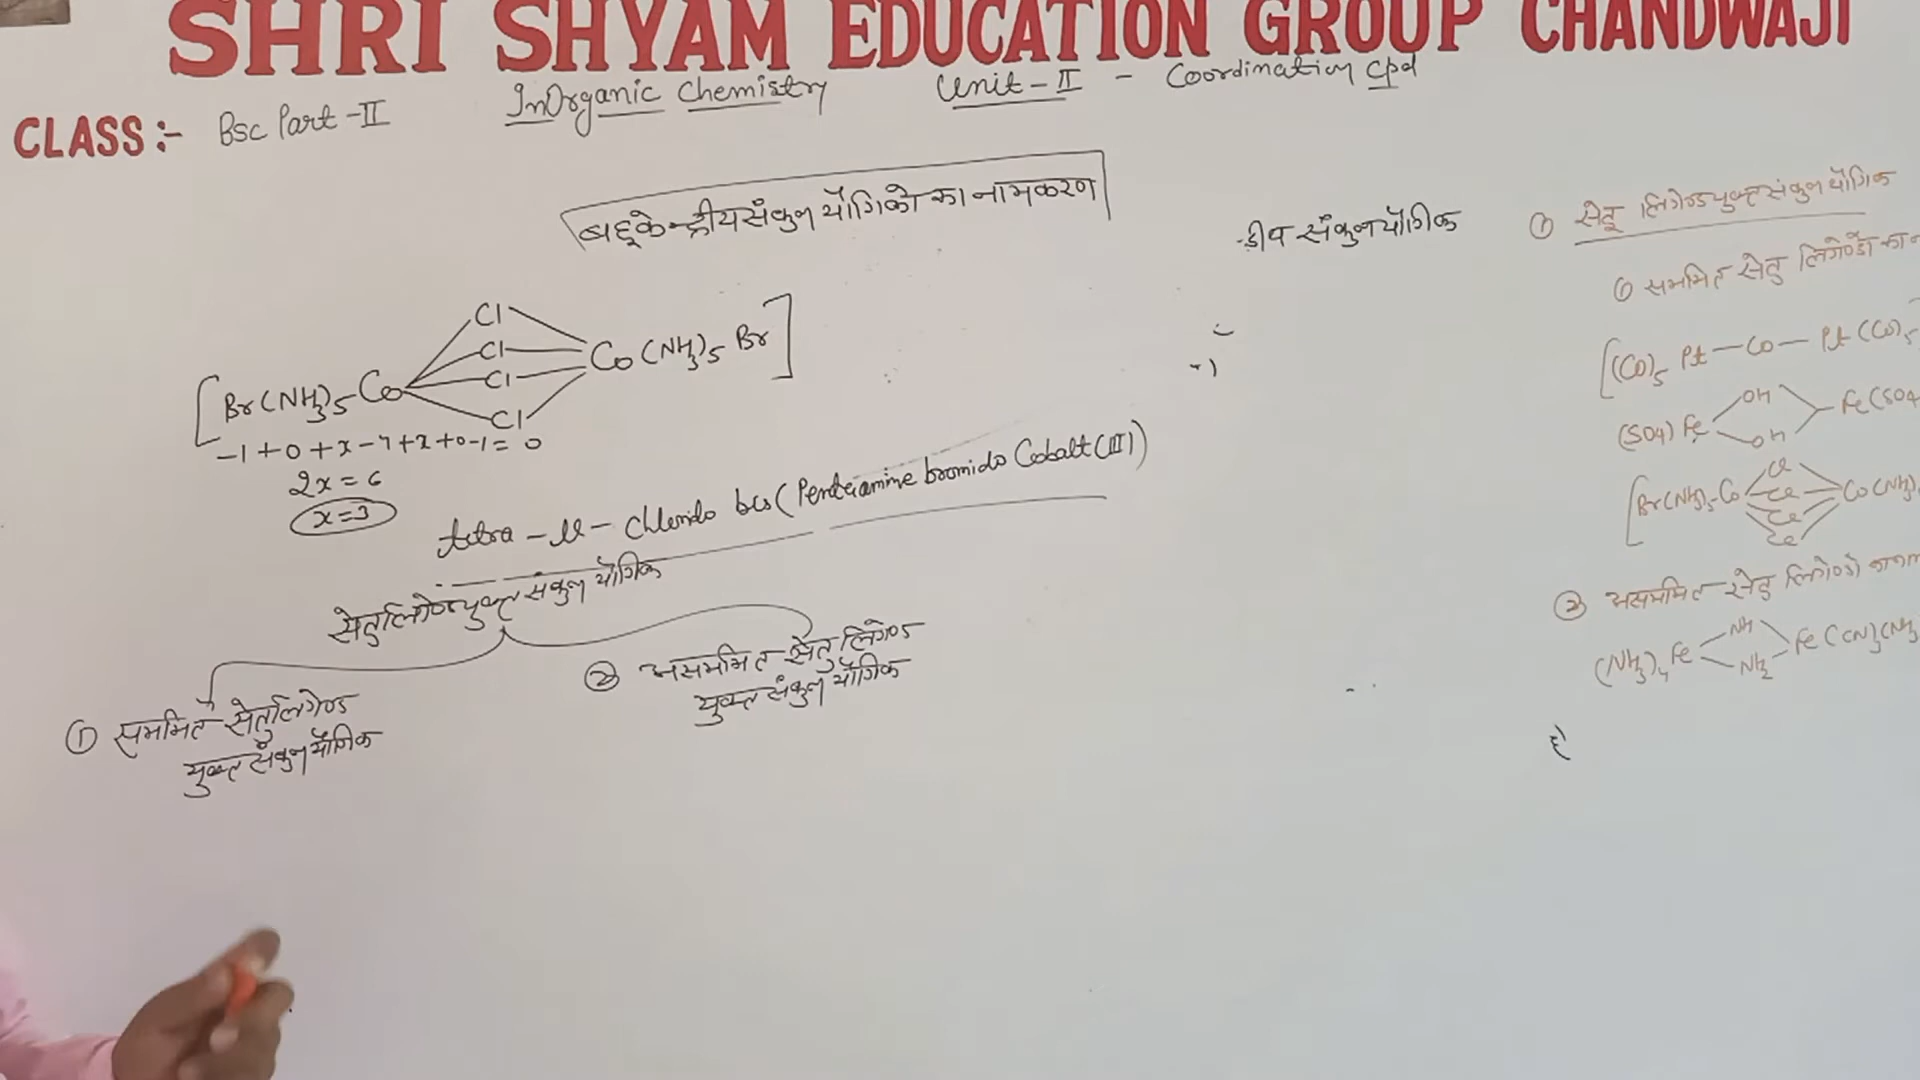 SHRI SHYAM EDUCATION GROUP CHANDWAJI
CLASS :- Bsc Part-II InOrganic Chemistry Unit-II - Coordination cpd
बहूकेन्द्रीय संकुन यौगिको का नामकरण
संकुन यौगिक
① सेतू लिगेण्ड युक्त संकुन यौगिक
① सममित सेतु लिगेण्डो का
[Br(NH3)5 Co Cl Cl Cl Cl Co(NH3)5 Br]
-1+0+x-4+x+0-1=0
2x=6
x=3
tetra-μ-chlorido bis(Pentaammine bromido Cobalt(III))
सेतुलिगेण्डयुक्त संकुन यौगिक
① सममित सेतुलिगेण्ड
युक्त संकुन यौगिक
② असममित सेतु लिगेण्ड
युक्त संकुन यौगिक
[(CO)5 Pt-CO-Pt(CO)5
(SO4)Fe OH OH Fe(SO4
[Br(NH3)5-Co Cl Cl Cl Cl Co(NH3)
② असममित सेतु लिगेण्डो
(NH3)4 Fe NH NH2 Fe(CN)(NH3